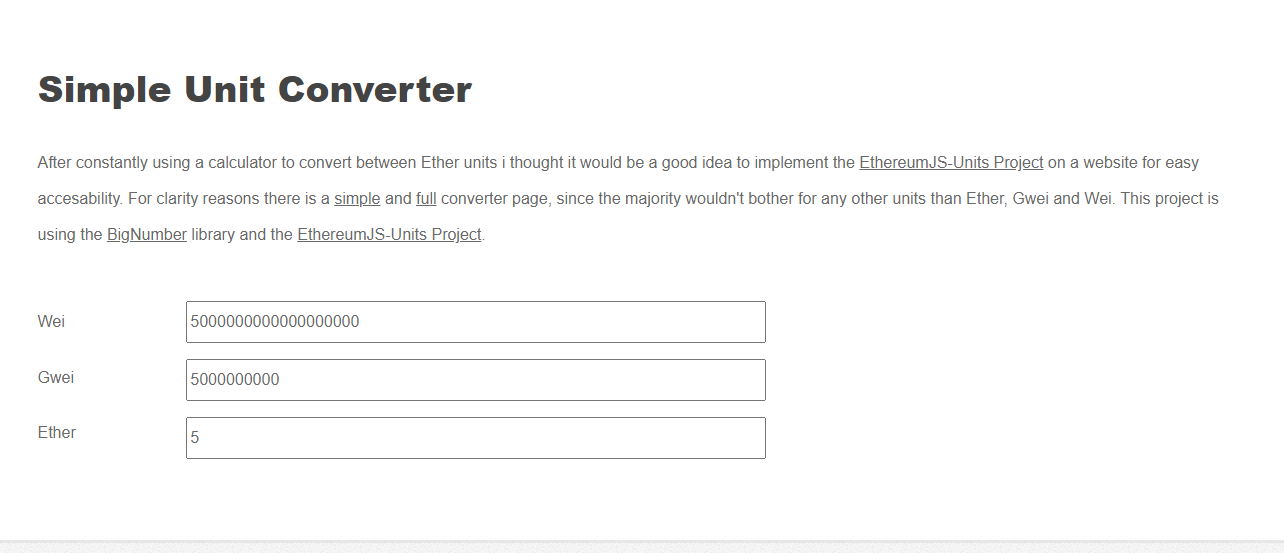 Simple Unit Converter
After constantly using a calculator to convert between Ether units i thought it would be a good idea to implement the EthereumJS-Units Project on a website for easy
accesability. For clarity reasons there is a simple and full converter page, since the majority wouldn't bother for any other units than Ether, Gwei and Wei. This project is
using the BigNumber library and the EthereumJS-Units Project.
Wei 5000000000000000000
Gwei 5000000000
Ether 5